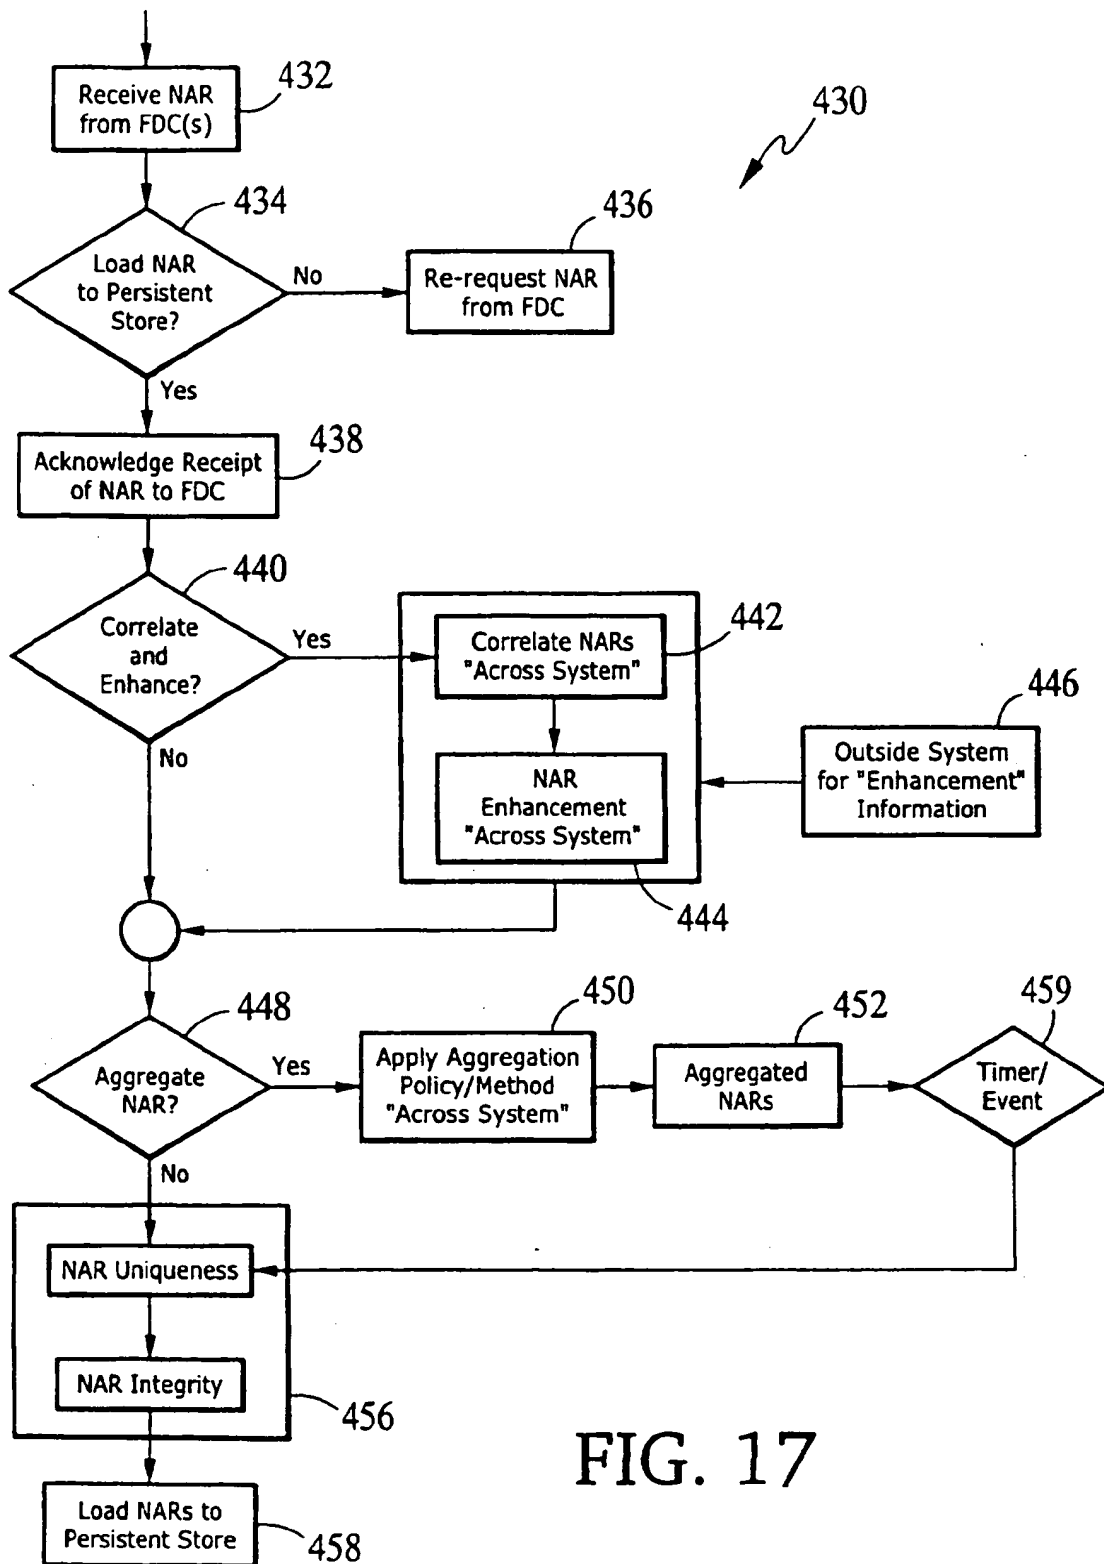 432
Receive NAR
from FDC(s)
430
434
Load NAR
to Persistent
Store?
No
436
Re-request NAR
from FDC
Yes
438
Acknowledge Receipt
of NAR to FDC
440
Correlate
and
Enhance?
Yes
442
Correlate NARs
"Across System"
446
Outside System
for "Enhancement"
Information
NAR
Enhancement
"Across System"
444
No
448
Aggregate
NAR?
Yes
450
Apply Aggregation
Policy/Method
"Across System"
452
Aggregated
NARs
459
Timer/
Event
No
NAR Uniqueness
NAR Integrity
456
Load NARs to
Persistent Store
458
FIG. 17